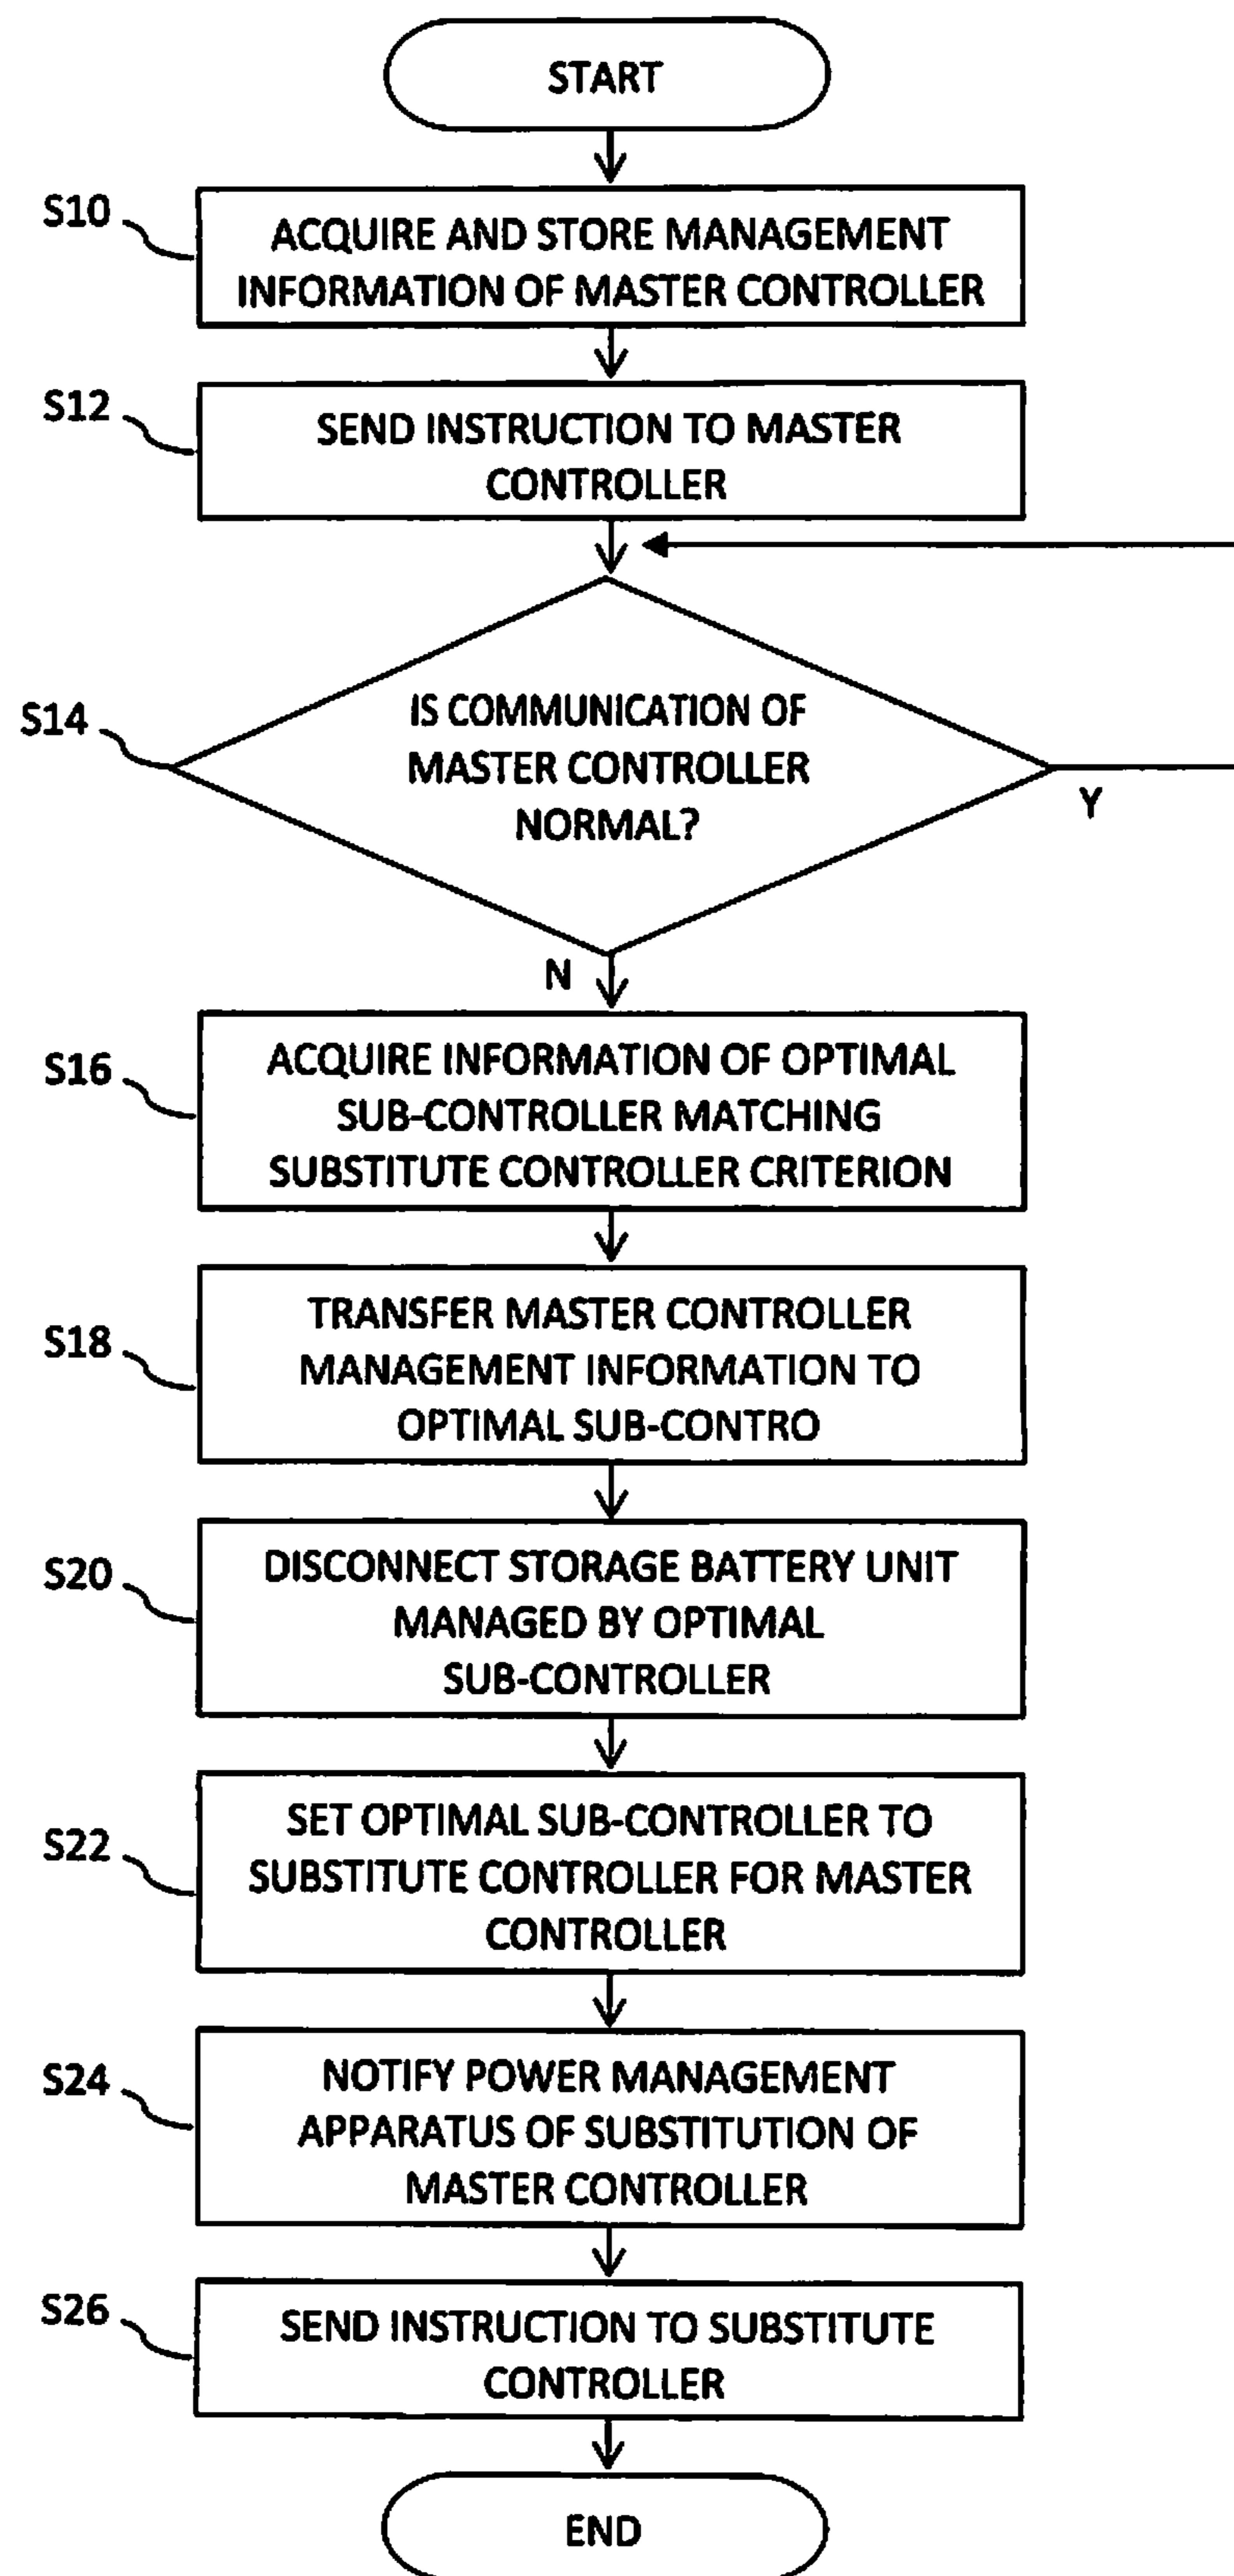 START
S10
ACQUIRE AND STORE MANAGEMENT
INFORMATION OF MASTER CONTROLLER
S12
SEND INSTRUCTION TO MASTER
CONTROLLER
S14
IS COMMUNICATION OF
MASTER CONTROLLER
NORMAL?
Y
N
S16
ACQUIRE INFORMATION OF OPTIMAL
SUB-CONTROLLER MATCHING
SUBSTITUTE CONTROLLER CRITERION
S18
TRANSFER MASTER CONTROLLER
MANAGEMENT INFORMATION TO
OPTIMAL SUB-CONTRO
S20
DISCONNECT STORAGE BATTERY UNIT
MANAGED BY OPTIMAL
SUB-CONTROLLER
S22
SET OPTIMAL SUB-CONTROLLER TO
SUBSTITUTE CONTROLLER FOR MASTER
CONTROLLER
S24
NOTIFY POWER MANAGEMENT
APPARATUS OF SUBSTITUTION OF
MASTER CONTROLLER
S26
SEND INSTRUCTION TO SUBSTITUTE
CONTROLLER
END